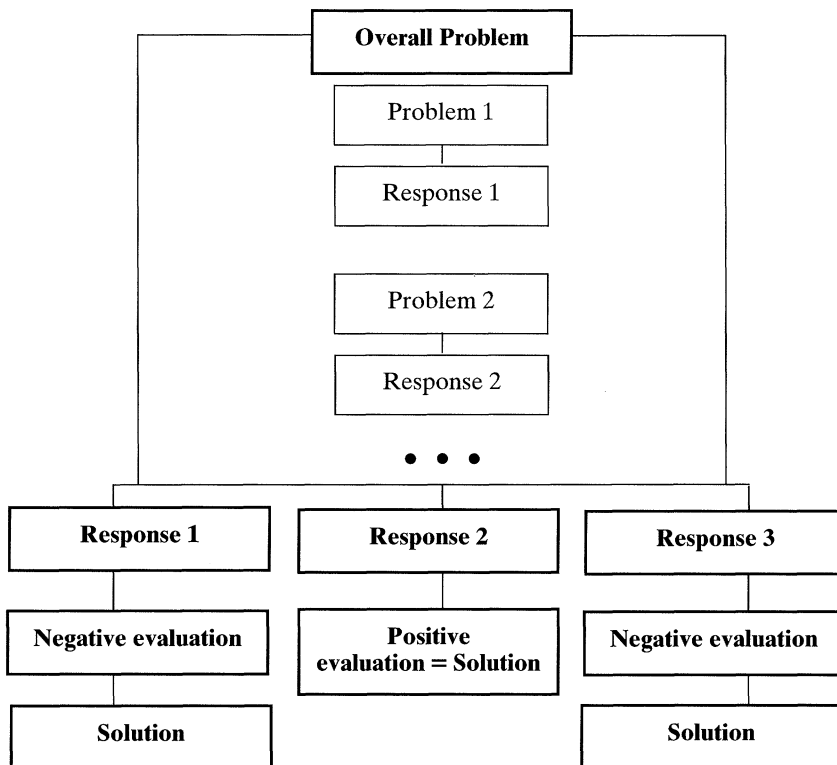 Overall Problem
Problem 1
Response 1
Problem 2
Response 2
• • •
Response 1
Response 2
Response 3
Negative evaluation
Positive
evaluation = Solution
Negative evaluation
Solution
Solution